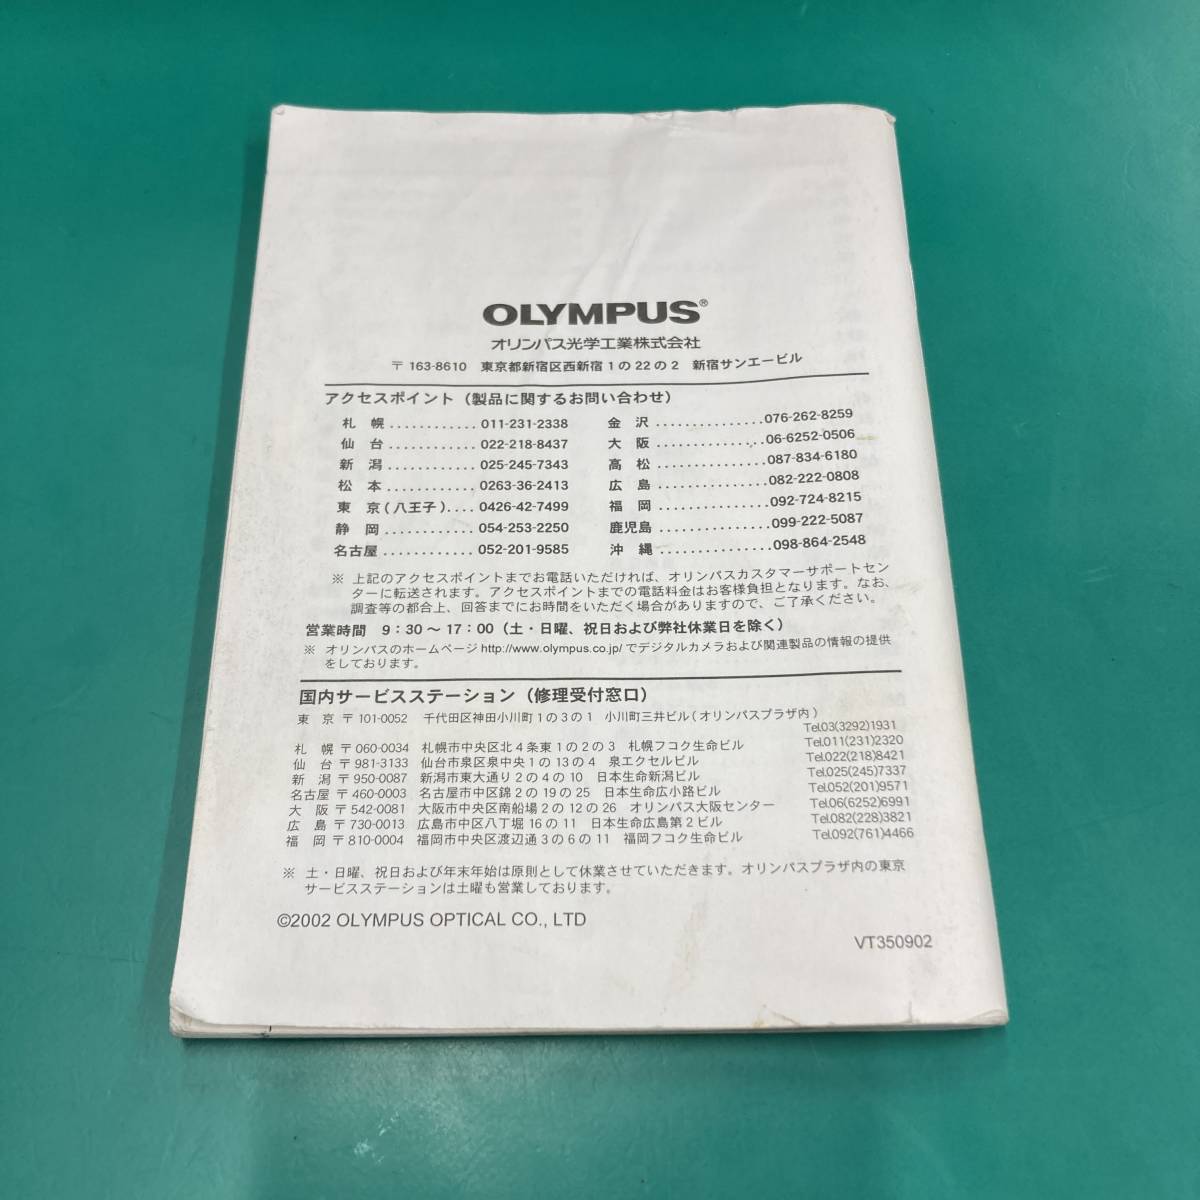 OLYMPUS®
オリンパス光学工業株式会社
〒163-8610 東京都新宿区西新宿1の22の2 新宿サンエービル
アクセスポイント（製品に関するお問い合わせ）
札 幌 ............ 011-231-2338
仙 台 ............ 022-218-8437
新 潟 ............ 025-245-7343
松 本 ............ 0263-36-2413
東 京（八王子）.... 0426-42-7499
静 岡 ............ 054-253-2250
名古屋 ............ 052-201-9585
金 沢 ............... 076-262-8259
大 阪 ............... 06-6252-0506
高 松 ............... 087-834-6180
広 島 ............... 082-222-0808
福 岡 ............... 092-724-8215
鹿児島 ............... 099-222-5087
沖 縄 ............... 098-864-2548
※ 上記のアクセスポイントまでお電話いただければ、オリンパスカスタマーサポートセン
ターに転送されます。アクセスポイントまでの電話料金はお客様負担となります。なお、
調査等の都合上、回答までにお時間をいただく場合がありますので、ご了承ください。
営業時間 9：30～17：00（土・日曜、祝日および弊社休業日を除く）
※ オリンパスのホームページ http://www.olympus.co.jp/ でデジタルカメラおよび関連製品の情報の提供
をしております。
国内サービスステーション（修理受付窓口）
東 京 〒101-0052 千代田区神田小川町1の3の1 小川町三井ビル（オリンパスプラザ内） Tel.03(3292)1931
札 幌 〒060-0034 札幌市中央区北4条東1の2の3 札幌フコク生命ビル Tel.011(231)2320
仙 台 〒981-3133 仙台市泉区泉中央1の13の4 泉エクセルビル Tel.022(218)8421
新 潟 〒950-0087 新潟市東大通り2の4の10 日本生命新潟ビル Tel.025(245)7337
名古屋 〒460-0003 名古屋市中区錦2の19の25 日本生命広小路ビル Tel.052(201)9571
大 阪 〒542-0081 大阪市中央区南船場2の12の26 オリンパス大阪センター Tel.06(6252)6991
広 島 〒730-0013 広島市中区八丁堀16の11 日本生命広島第2ビル Tel.082(228)3821
福 岡 〒810-0004 福岡市中央区渡辺通3の6の11 福岡フコク生命ビル Tel.092(761)4466
※ 土・日曜、祝日および年末年始は原則として休業させていただきます。オリンパスプラザ内の東京
サービスステーションは土曜も営業しております。
©2002 OLYMPUS OPTICAL CO., LTD
VT350902